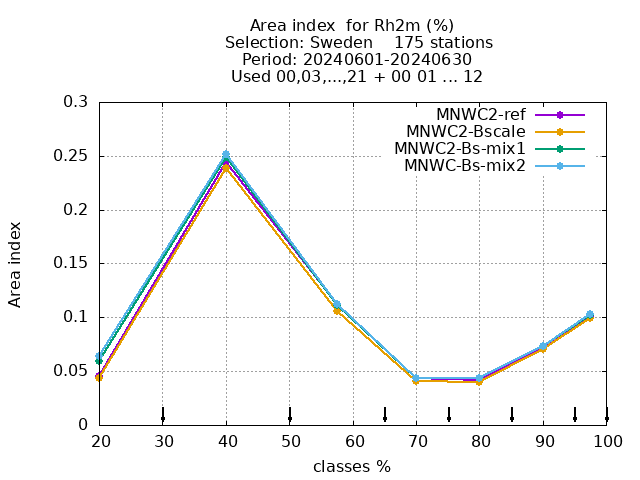 Area index  for Rh2m (%)
Selection: Sweden    175 stations
Period: 20240601-20240630
Used 00,03,...,21 + 00 01 ... 12
MNWC2-ref
MNWC2-Bscale
MNWC2-Bs-mix1
MNWC-Bs-mix2
0.3
0.25
0.2
0.15
0.1
0.05
0
Area index
20 30 40 50 60 70 80 90 100
classes %